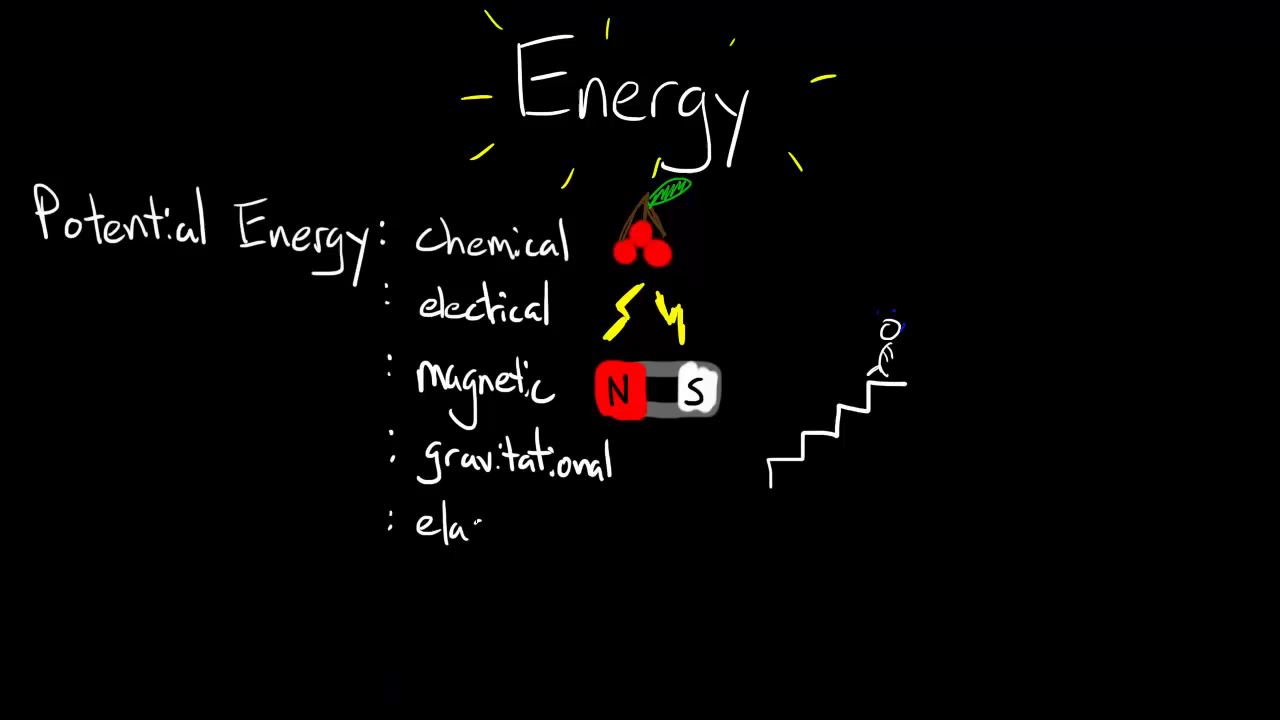 Energy
Potential Energy: chemical
: electrical
: magnetic N S
: gravitational
: ela